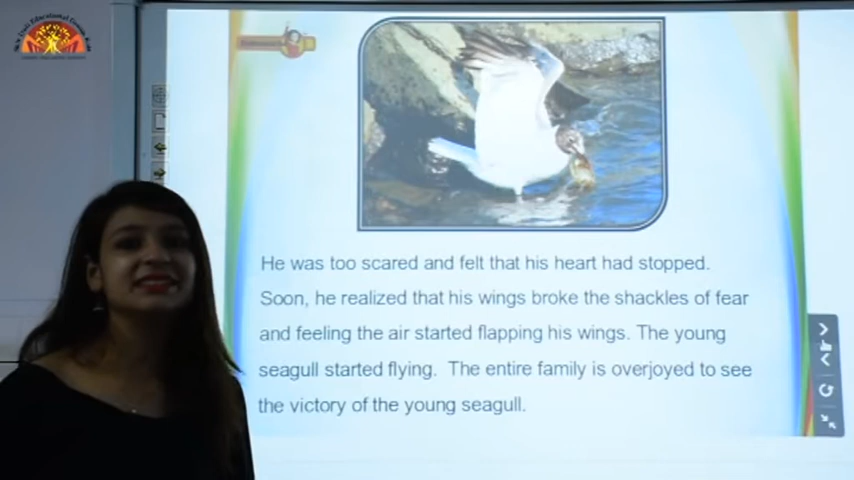 He was too scared and felt that his heart had stopped.
Soon, he realized that his wings broke the shackles of fear
and feeling the air started flapping his wings. The young
seagull started flying. The entire family is overjoyed to see
the victory of the young seagull.